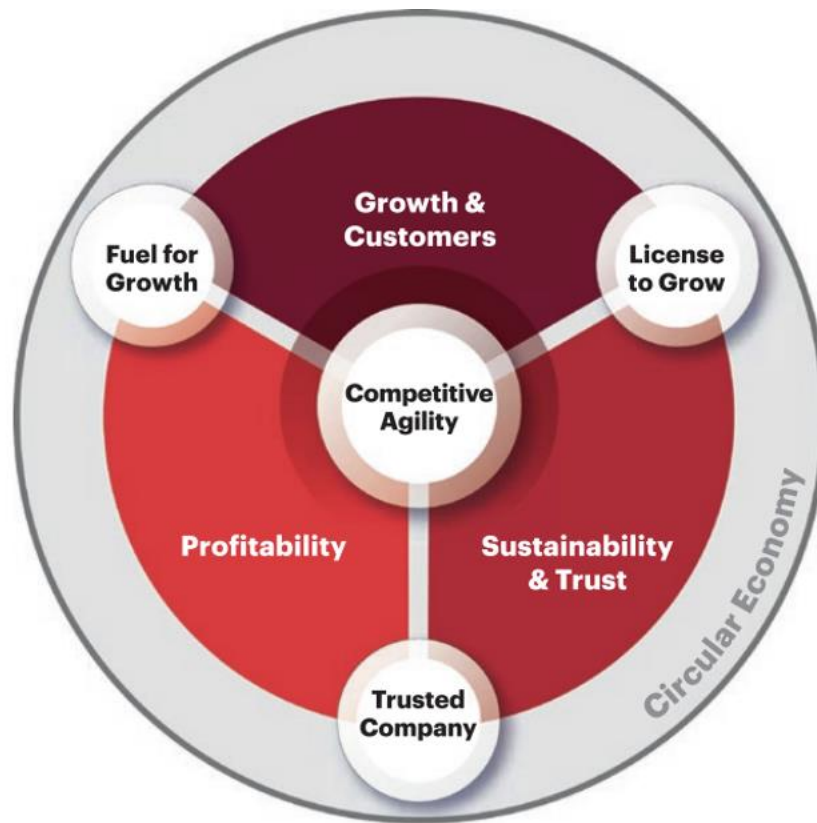 Growth &
Customers
Fuel for
Growth
License
to Grow
Competitive
Agility
Profitability
Sustainability
& Trust
Trusted
Company
Circular Economy